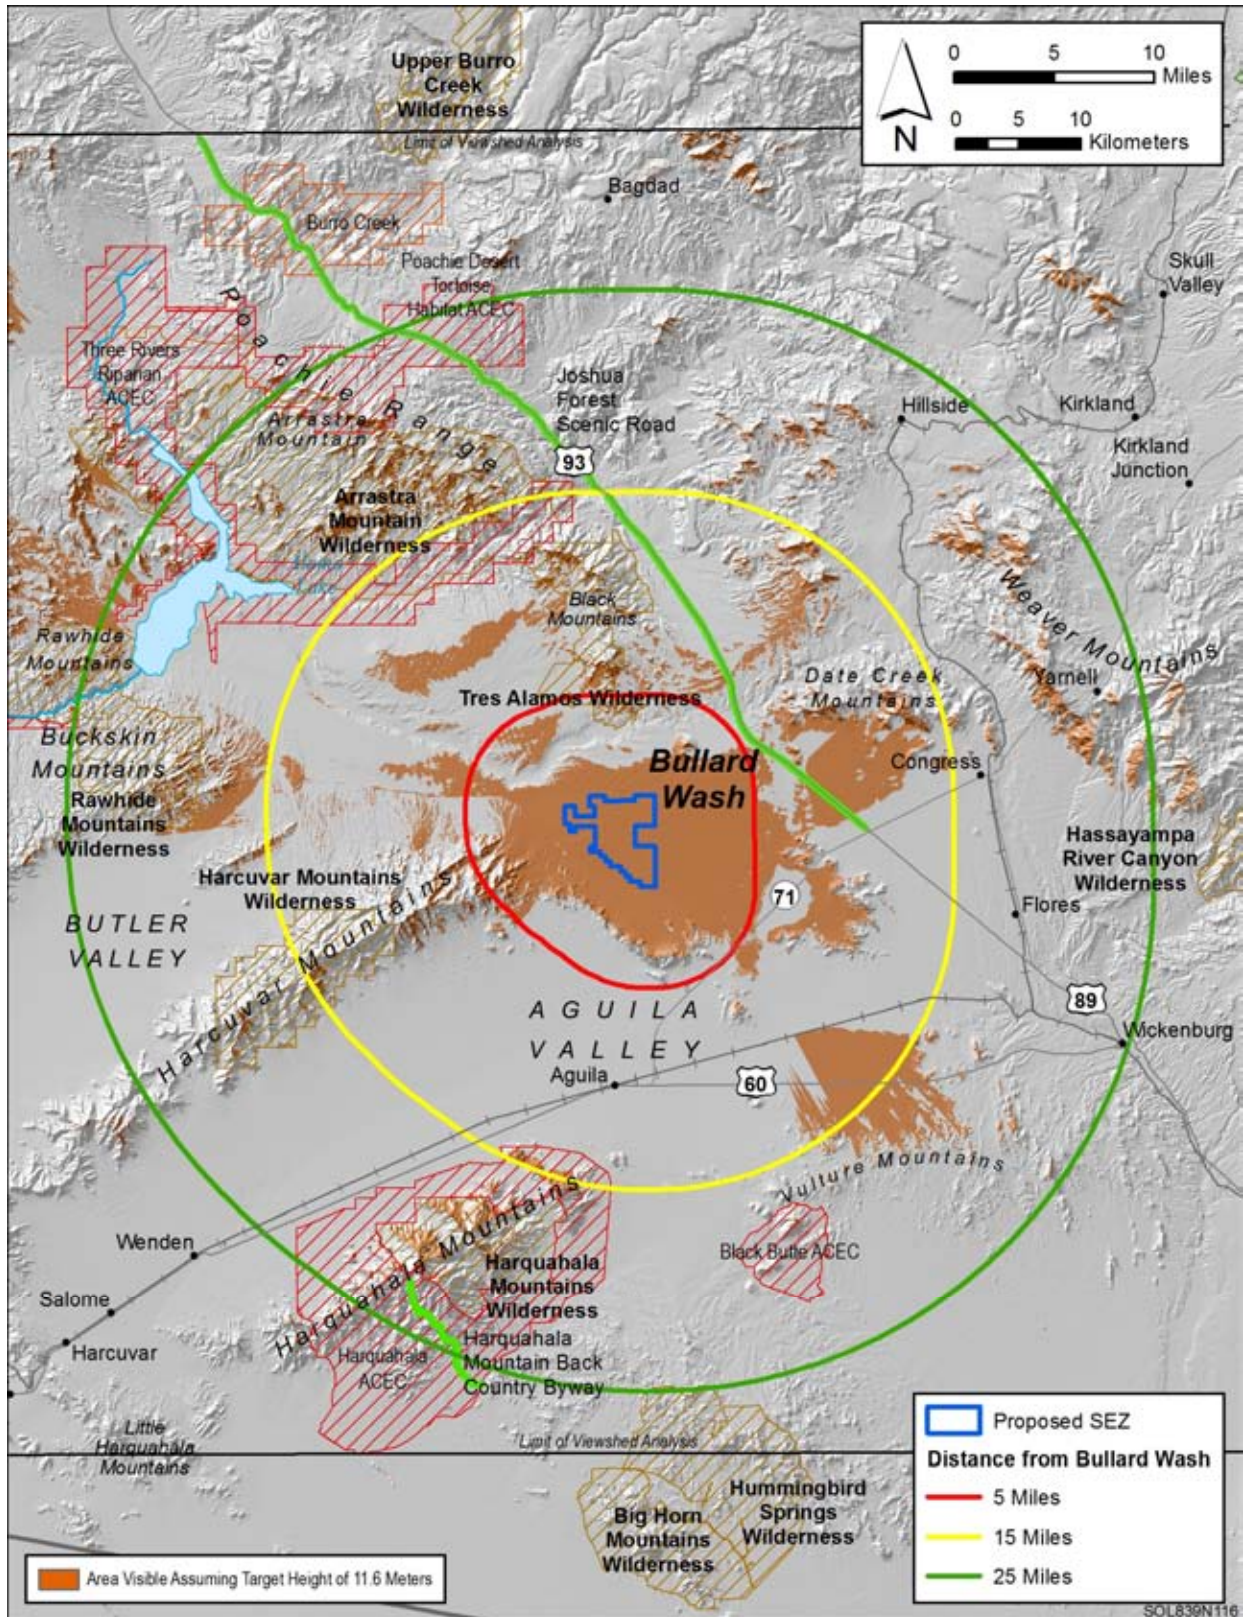 Upper Burro
Creek
Wilderness
Limit of Viewshed Analysis
0 5 10
Miles
0 5 10
Kilometers
N
Bagdad
Burro Creek
Poachie Desert
Tortoise
Habitat ACEC
Skull
Valley
Poachie Range
Three Rivers
Riparian
ACEC
Arrastra
Mountain
Joshua
Forest
Scenic Road
93
Hillside
Kirkland
Kirkland
Junction
Arrastra
Mountain
Wilderness
Lake
Black
Mountains
Weaver Mountains
Rawhide
Mountains
Yarnell
Date Creek
Mountains
Tres Alamos Wilderness
Buckskin
Mountains
Bullard
Wash
Congress
Rawhide
Mountains
Wilderness
Hassayampa
River Canyon
Wilderness
Harcuvar Mountains
Wilderness
71
Flores
BUTLER
VALLEY
Harcuvar Mountains
AGUILA
VALLEY
89
Wickenburg
Aguila
60
Vulture Mountains
Wenden
Black Butte ACEC
Harquahala Mountains
Harquahala
Mountains
Wilderness
Salome
Harcuvar
Harquahala
ACEC
Harquahala
Mountain Back
Country Byway
Little
Harquahala
Mountains
Limit of Viewshed Analysis
Hummingbird
Springs
Wilderness
Big Horn
Mountains
Wilderness
Proposed SEZ
Distance from Bullard Wash
5 Miles
15 Miles
25 Miles
Area Visible Assuming Target Height of 11.6 Meters
SOL839N116